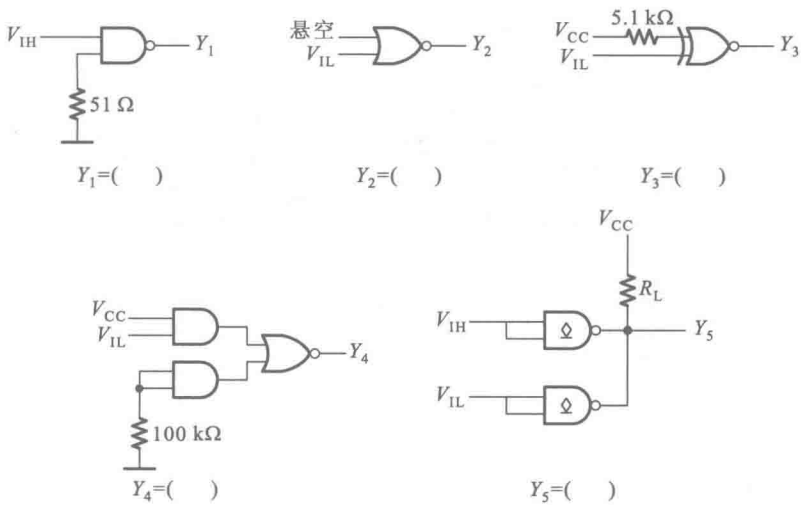 V_IH
Y_1
51 Ω
Y_1=( )
悬空
V_IL
Y_2
Y_2=( )
5.1 kΩ
V_CC
V_IL
Y_3
Y_3=( )
V_CC
V_IL
Y_4
100 kΩ
Y_4=( )
V_CC
R_L
V_IH
Y_5
V_IL
Y_5=( )